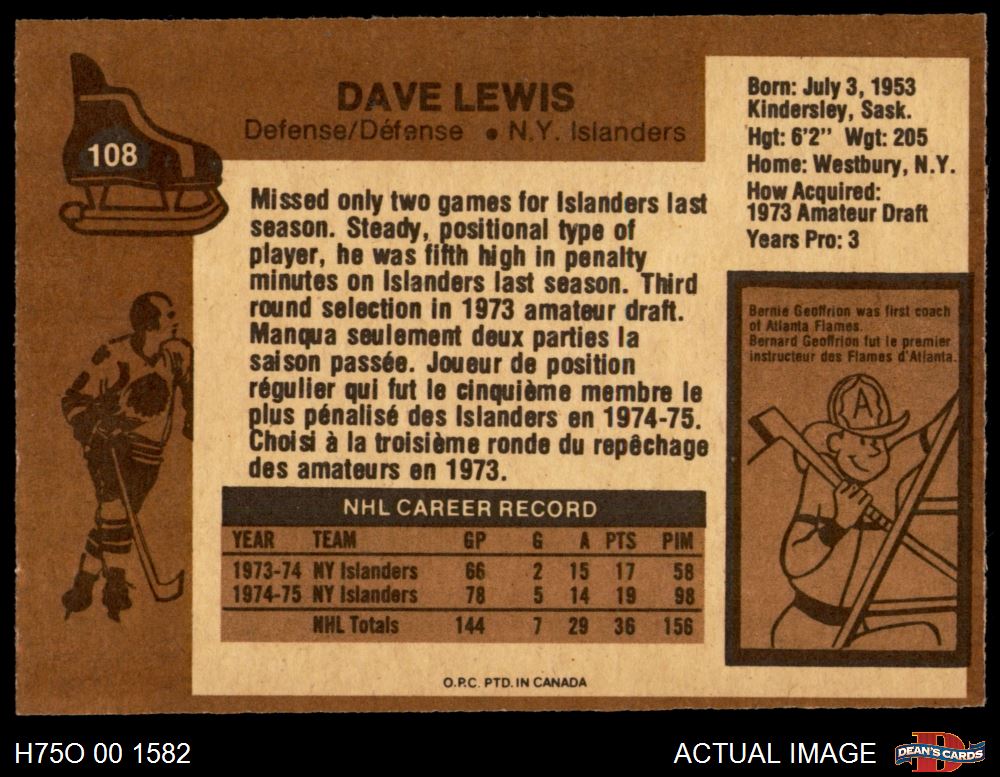 108
DAVE LEWIS
Defense/Défense • N.Y. Islanders
Born: July 3, 1953
Kindersley, Sask.
Hgt: 6'2" Wgt: 205
Home: Westbury, N.Y.
How Acquired:
1973 Amateur Draft
Years Pro: 3
Missed only two games for Islanders last
season. Steady, positional type of
player, he was fifth high in penalty
minutes on Islanders last season. Third
round selection in 1973 amateur draft.
Manqua seulement deux parties la
saison passée. Joueur de position
régulier qui fut le cinquième membre le
plus pénalisé des Islanders en 1974-75.
Choisi à la troisième ronde du repêchage
des amateurs en 1973.
Bernie Geoffrion was first coach
of Atlanta Flames.
Bernard Geoffrion fut le premier
instructeur des Flames d'Atlanta.
A
NHL CAREER RECORD
YEAR TEAM GP G A PTS PIM
1973-74 NY Islanders 66 2 15 17 58
1974-75 NY Islanders 78 5 14 19 98
NHL Totals 144 7 29 36 156
O.P.C. PTD. IN CANADA
H75O 00 1582
ACTUAL IMAGE
D
DEAN'S CARDS